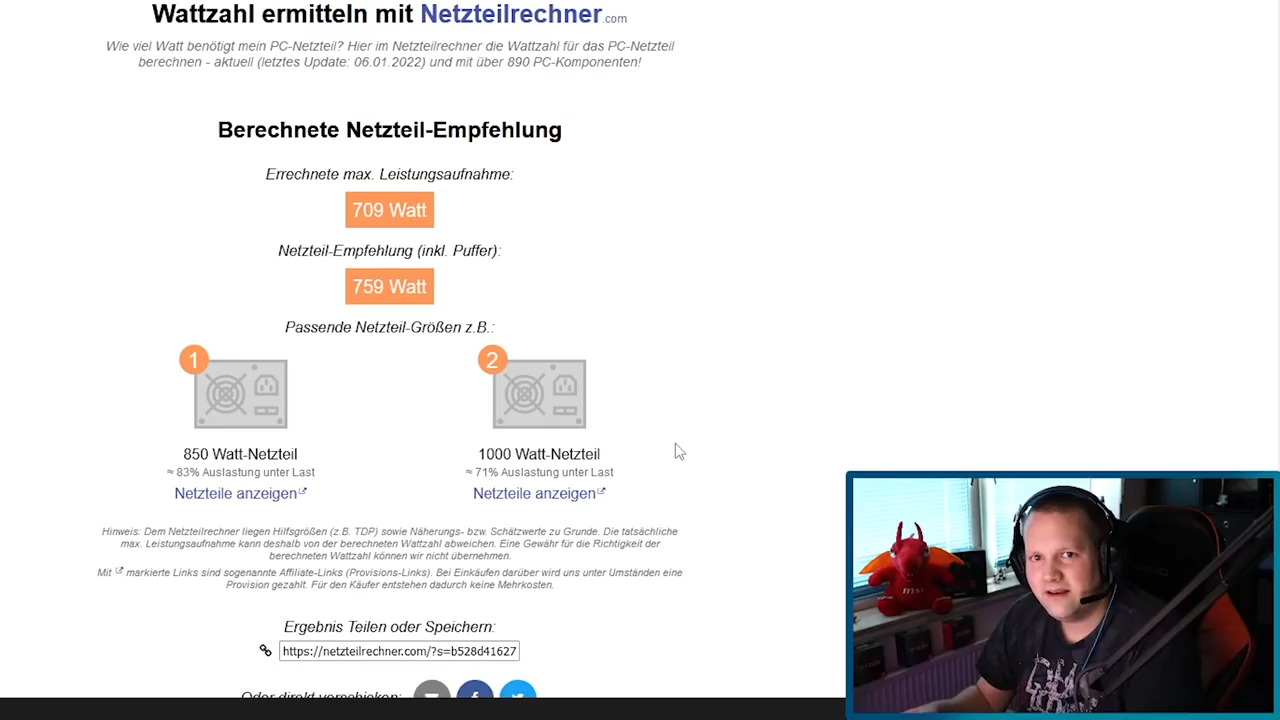 Wattzahl ermitteln mit Netzteilrechner.com
Wie viel Watt benötigt mein PC-Netzteil? Hier im Netzteilrechner die Wattzahl für das PC-Netzteil
berechnen - aktuell (letztes Update: 06.01.2022) und mit über 890 PC-Komponenten!
Berechnete Netzteil-Empfehlung
Errechnete max. Leistungsaufnahme:
709 Watt
Netzteil-Empfehlung (inkl. Puffer):
759 Watt
Passende Netzteil-Größen z.B.:
1
850 Watt-Netzteil
≈ 83% Auslastung unter Last
Netzteile anzeigen
2
1000 Watt-Netzteil
≈ 71% Auslastung unter Last
Netzteile anzeigen
Hinweis: Dem Netzteilrechner liegen Hilfsgrößen (z.B. TDP) sowie Näherungs- bzw. Schätzwerte zu Grunde. Die tatsächliche
max. Leistungsaufnahme kann deshalb von der berechneten Wattzahl abweichen. Eine Gewähr für die Richtigkeit der
berechneten Wattzahl können wir nicht übernehmen.
Mit markierte Links sind sogenannte Affiliate-Links (Provisions-Links). Bei Einkäufen darüber wird uns unter Umständen eine
Provision gezahlt. Für den Käufer entstehen dadurch keine Mehrkosten.
Ergebnis Teilen oder Speichern:
https://netzteilrechner.com/?s=b528d41627
Oder direkt verschicken:
msi